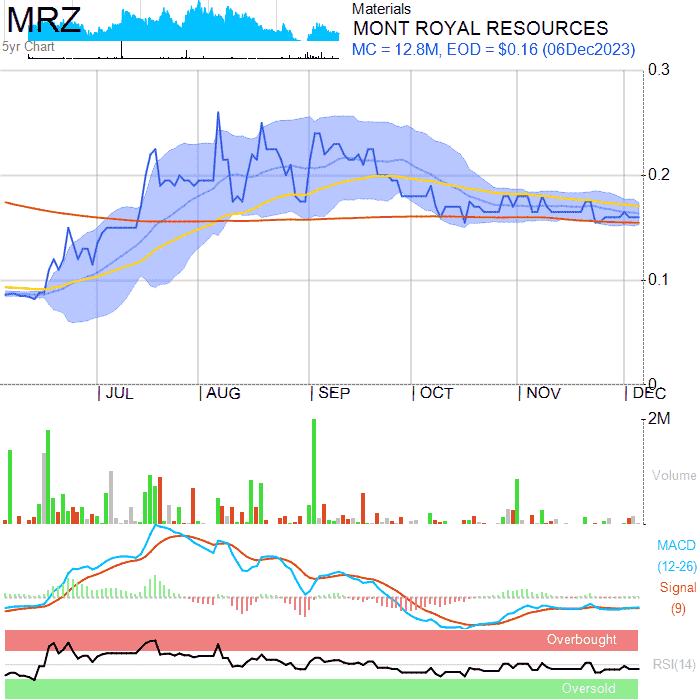 MRZ
5yr Chart
Materials
MONT ROYAL RESOURCES
MC = 12.8M, EOD = $0.16 (06Dec2023)
0.3
0.2
0.1
0
JUL
AUG
SEP
OCT
NOV
DEC
2M
Volume
MACD
(12-26)
Signal
(9)
Overbought
RSI(14)
Oversold